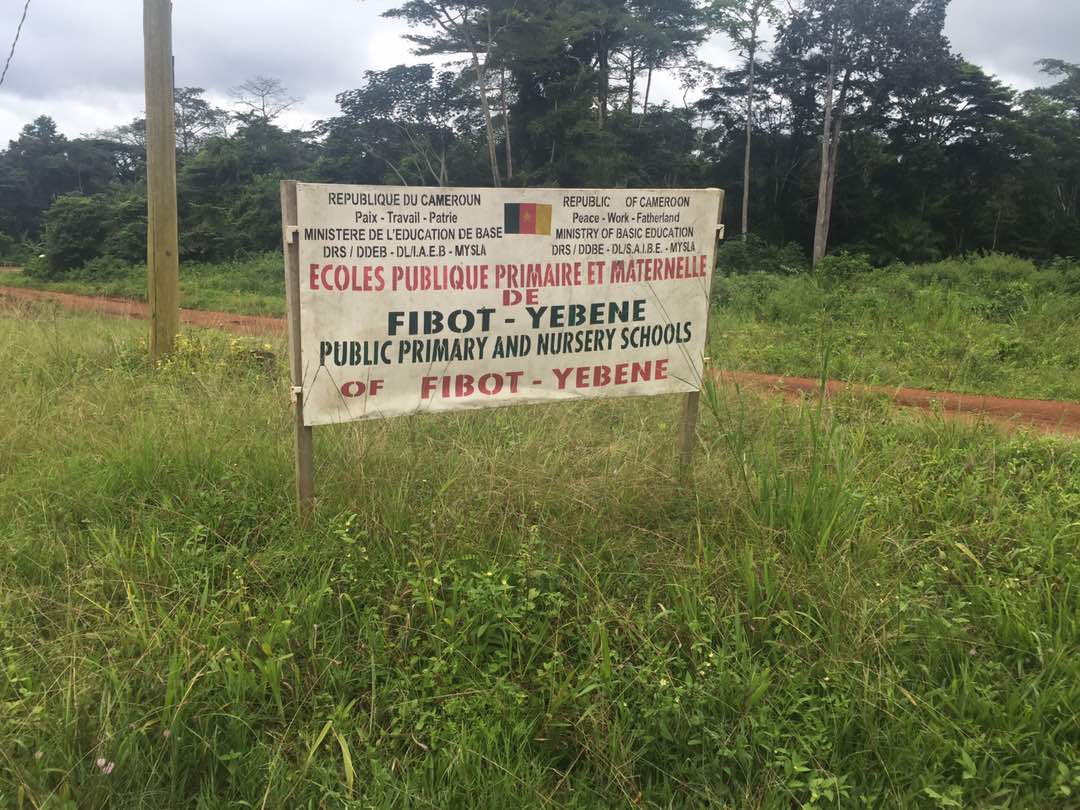 REPUBLIQUE DU CAMEROUN
Paix - Travail - Patrie
MINISTERE DE L'EDUCATION DE BASE
DRS / DDEB - DL/I.A.E.B - MYSLA
REPUBLIC OF CAMEROON
Peace - Work - Fatherland
MINISTRY OF BASIC EDUCATION
DRS / DDBE - DL/S.A.I.B.E. - MYSLA
ECOLES PUBLIQUE PRIMAIRE ET MATERNELLE
DE
FIBOT - YEBENE
PUBLIC PRIMARY AND NURSERY SCHOOLS
OF FIBOT - YEBENE